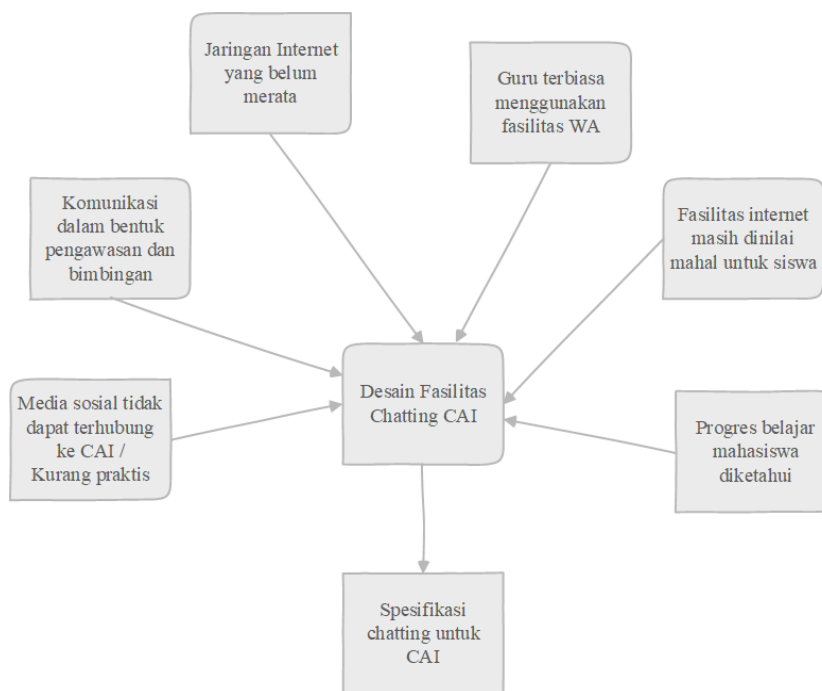 Jaringan Internet
yang belum
merata
Guru terbiasa
menggunakan
fasilitas WA
Komunikasi
dalam bentuk
pengawasan dan
bimbingan
Fasilitas internet
masih dinilai
mahal untuk siswa
Desain Fasilitas
Chatting CAI
Media sosial tidak
dapat terhubung
ke CAI /
Kurang praktis
Progres belajar
mahasiswa
diketahui
Spesifikasi
chatting untuk
CAI